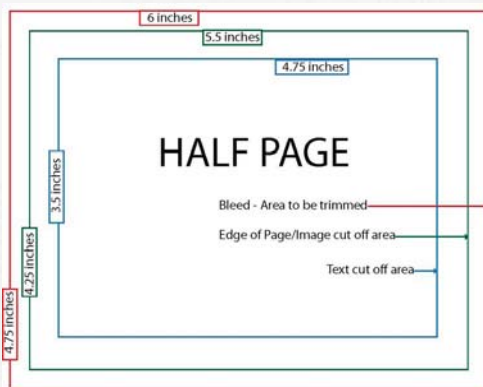 6 inches
5.5 inches
4.75 inches
HALF PAGE
3.5 inches
Bleed - Area to be trimmed
Edge of Page/Image cut off area
4.25 inches
Text cut off area
4.75 inches